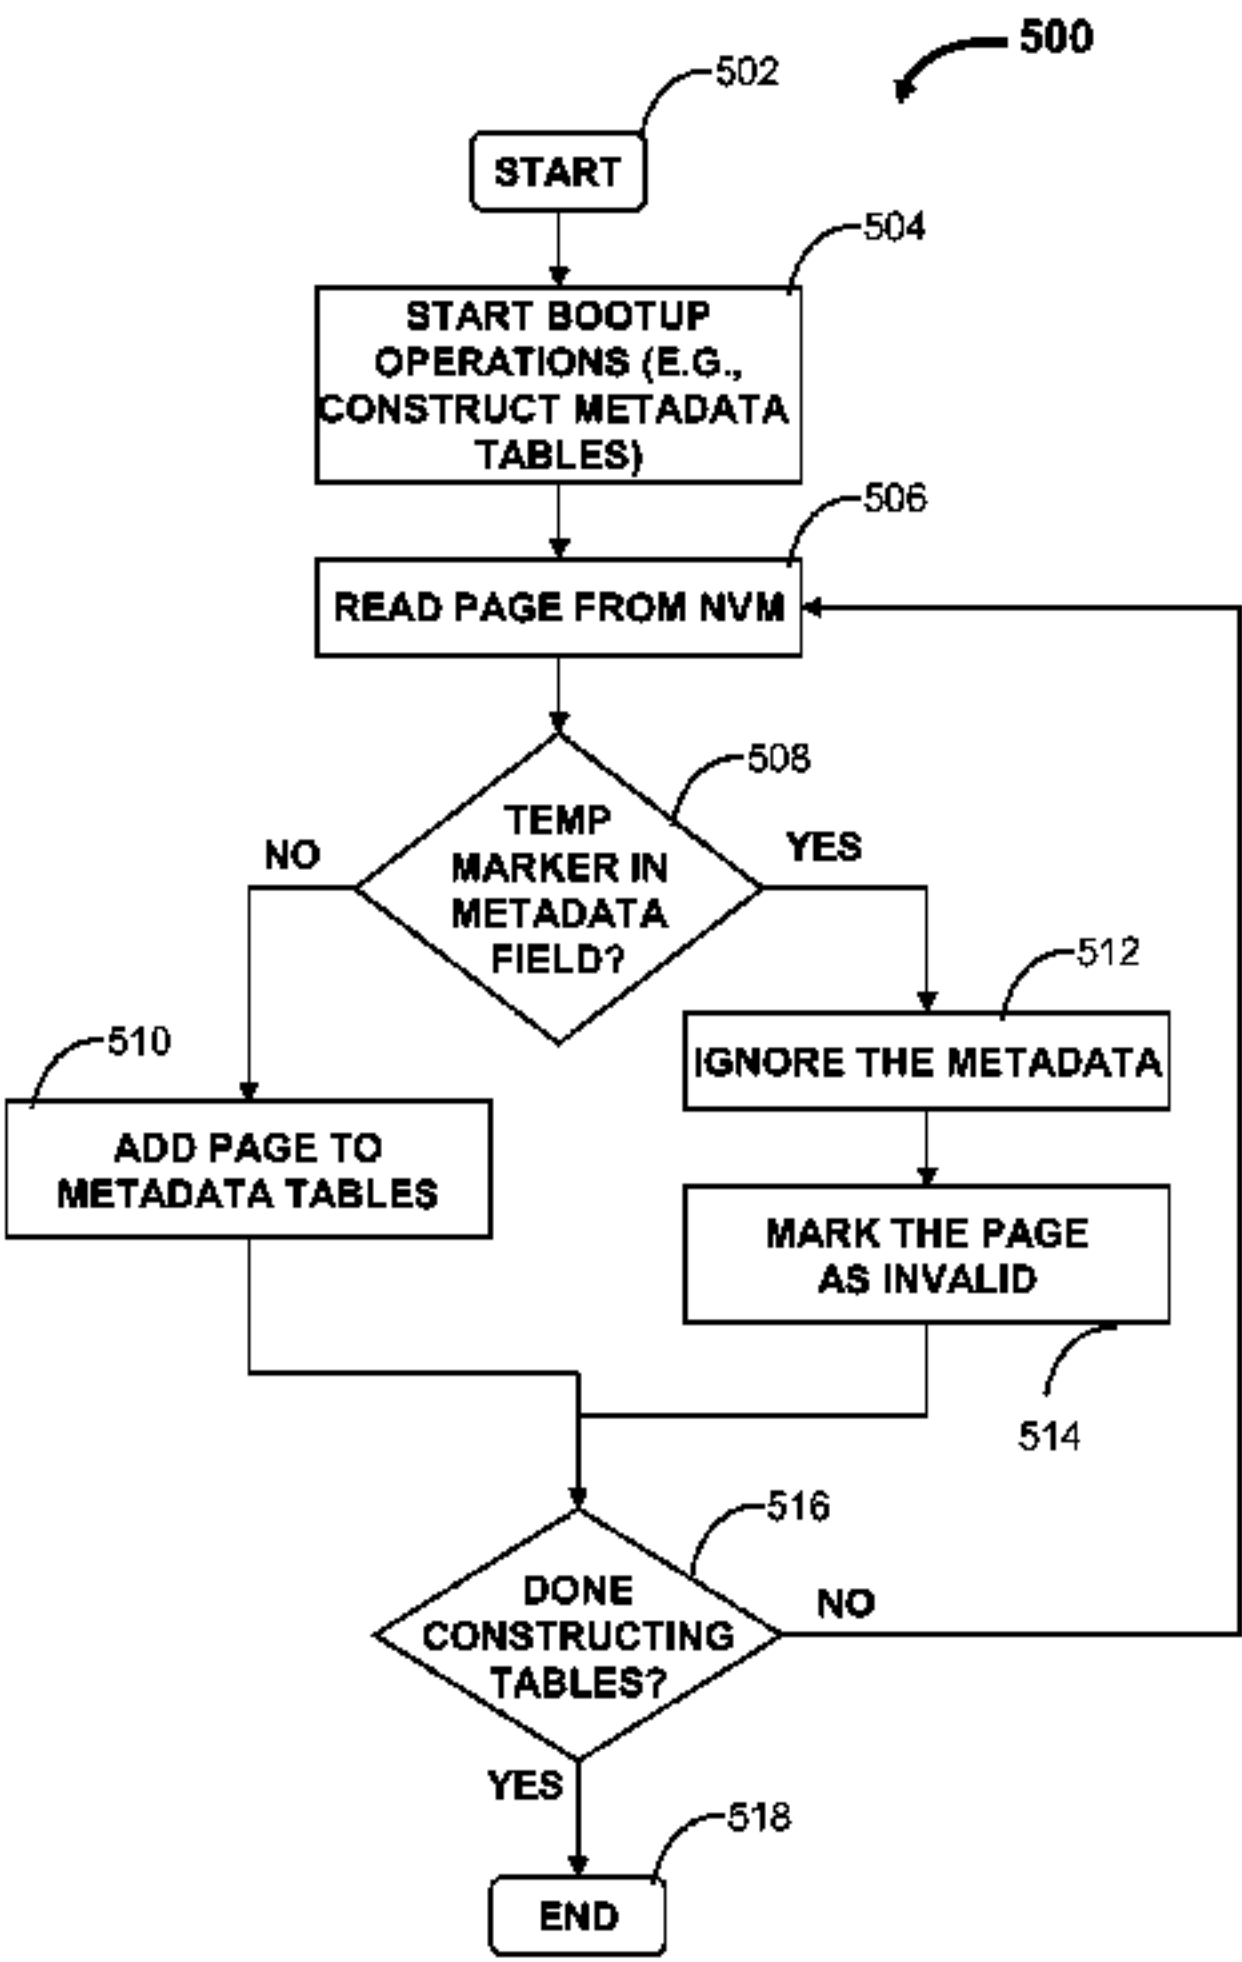 500
502
START
504
START BOOTUP
OPERATIONS (E.G.,
CONSTRUCT METADATA
TABLES)
506
READ PAGE FROM NVM
508
TEMP
MARKER IN
METADATA
FIELD?
NO
YES
512
IGNORE THE METADATA
510
ADD PAGE TO
METADATA TABLES
MARK THE PAGE
AS INVALID
514
516
DONE
CONSTRUCTING
TABLES?
NO
YES
518
END